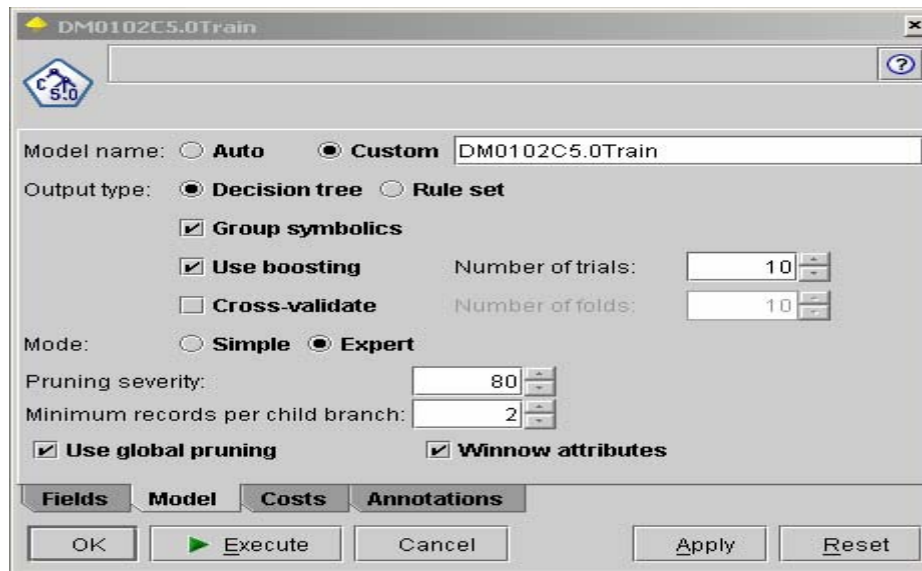 DM0102C5.0Train
C 5.0
Model name: Auto Custom DM0102C5.0Train
Output type: Decision tree Rule set
Group symbolics
Use boosting Number of trials: 10
Cross-validate Number of folds: 10
Mode: Simple Expert
Pruning severity: 80
Minimum records per child branch: 2
Use global pruning Winnow attributes
Fields Model Costs Annotations
OK Execute Cancel Apply Reset